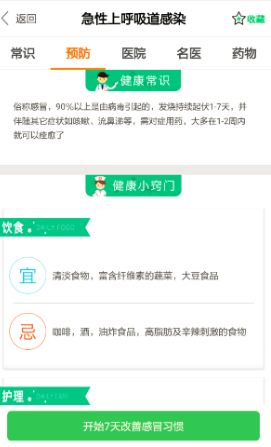 返回
急性上呼吸道感染
收藏
常识
预防
医院
名医
药物
健康常识
俗称感冒，90%以上是由病毒引起的，发烧持续起伏1-7天，并
伴随其它症状如咳嗽、流鼻涕等，需对症用药，大多在1-2周内
就可以痊愈了
健康小窍门
饮食
DAILY FOOD
宜
清淡食物，富含纤维素的蔬菜，大豆食品
忌
咖啡，酒，油炸食品，高脂肪及辛辣刺激的食物
护理
开始7天改善感冒习惯